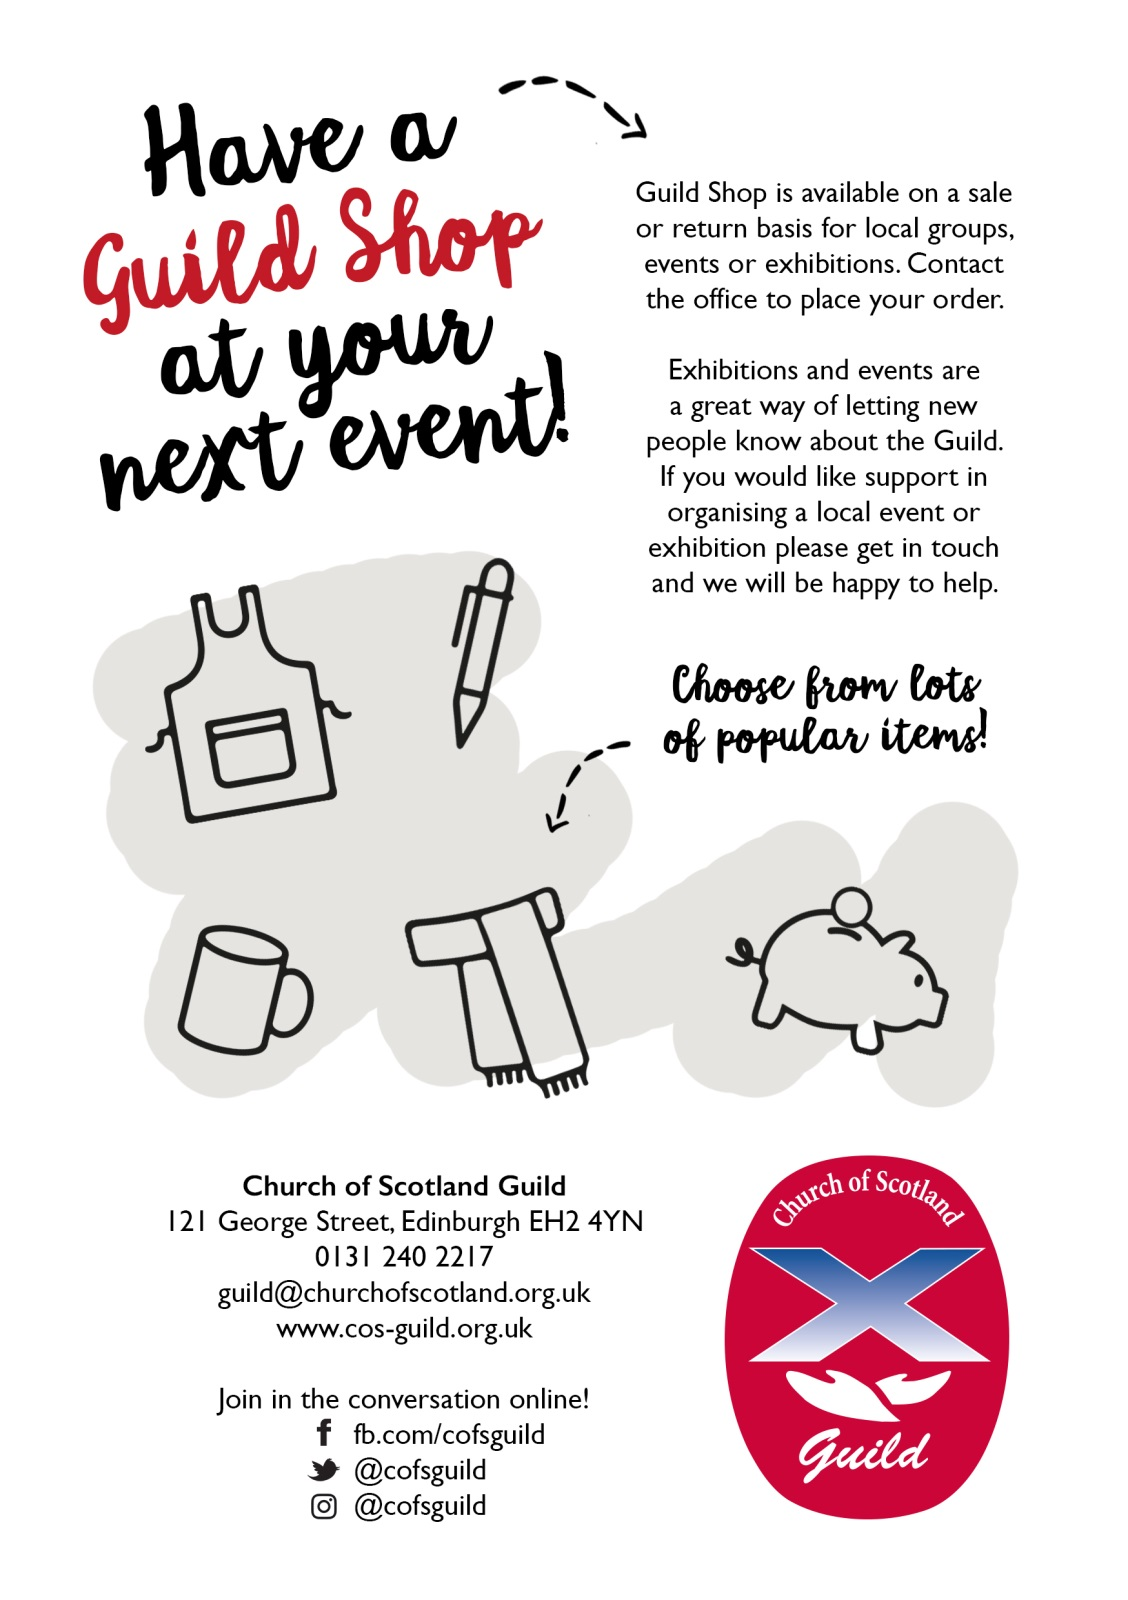 Have a
Guild Shop
at your
next event!
Guild Shop is available on a sale
or return basis for local groups,
events or exhibitions. Contact
the office to place your order.
Exhibitions and events are
a great way of letting new
people know about the Guild.
If you would like support in
organising a local event or
exhibition please get in touch
and we will be happy to help.
Choose from lots
of popular items!
Church of Scotland Guild
121 George Street, Edinburgh EH2 4YN
0131 240 2217
guild@churchofscotland.org.uk
www.cos-guild.org.uk
Join in the conversation online!
fb.com/cofsguild
@cofsguild
@cofsguild
Church of Scotland
Guild